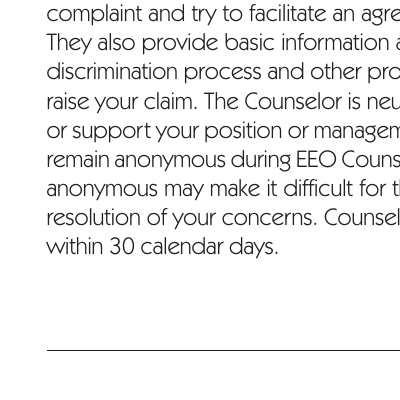 complaint and try to facilitate an agre
They also provide basic information a
discrimination process and other pro
raise your claim. The Counselor is neu
or support your position or managem
remain anonymous during EEO Couns
anonymous may make it difficult for t
resolution of your concerns. Counsel
within 30 calendar days.